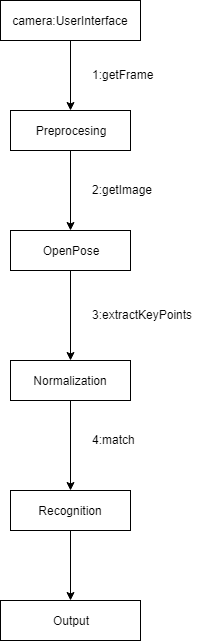 camera:UserInterface
1:getFrame
Preprocesing
2:getImage
OpenPose
3:extractKeyPoints
Normalization
4:match
Recognition
Output